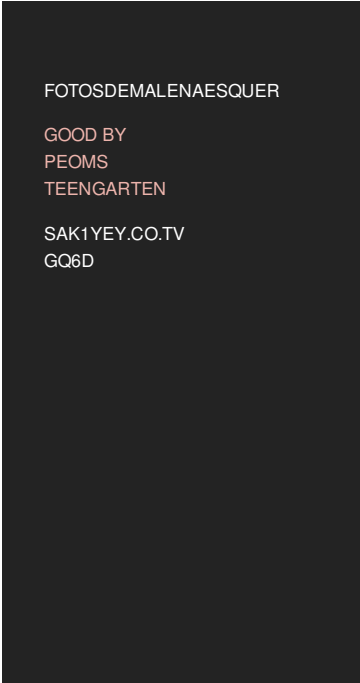 FOTOSDEMALENAESQUER
GOOD BY
PEOMS
TEENGARTEN
SAK1YEY.CO.TV
GQ6D